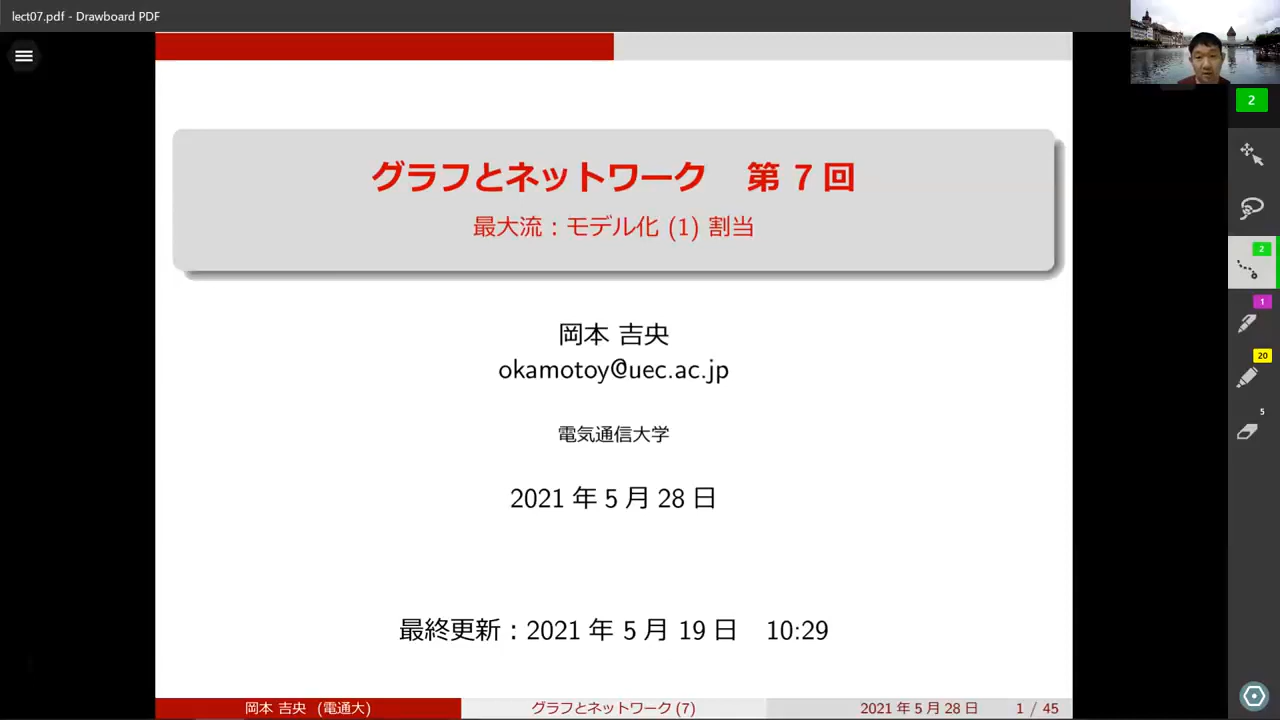 lect07.pdf - Drawboard PDF
グラフとネットワーク 第 7 回
最大流：モデル化 (1) 割当
岡本 吉央
okamotoy@uec.ac.jp
電気通信大学
2021 年 5 月 28 日
最終更新：2021 年 5 月 19 日 10:29
岡本 吉央 (電通大)
グラフとネットワーク (7)
2021 年 5 月 28 日 1 / 45
2
2
1
20
5